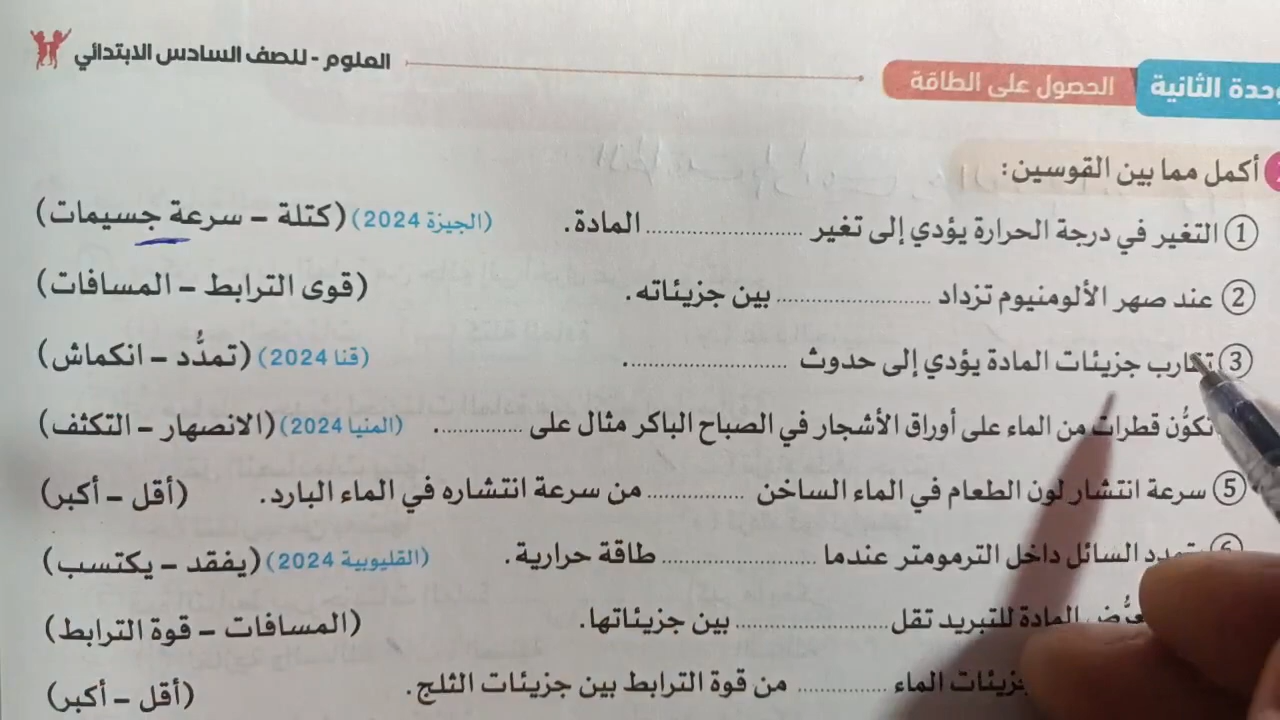 العلوم - للصف السادس الابتدائي
الحصول على الطاقة
الثانية
أكمل مما بين القوسين:
① التغير في درجة الحرارة يؤدي إلى تغير .................... المادة. (الجيزة 2024) (كتلة - سرعة جسيمات)
② عند صهر الألومنيوم تزداد .................... بين جزيئاته. (قوى الترابط - المسافات)
③ تقارب جزيئات المادة يؤدي إلى حدوث .................... . (قنا 2024) (تمدُّد - انكماش)
تكوُّن قطرات من الماء على أوراق الأشجار في الصباح الباكر مثال على ............ . (المنيا 2024) (الانصهار - التكثف)
⑤ سرعة انتشار لون الطعام في الماء الساخن ............ من سرعة انتشاره في الماء البارد. (أقل - أكبر)
⑥ يتمدد السائل داخل الترمومتر عندما .................... طاقة حرارية. (القليوبية 2024) (يفقد - يكتسب)
المادة للتبريد تقل .................... بين جزيئاتها. (المسافات - قوة الترابط)
جزيئات الماء ............ من قوة الترابط بين جزيئات الثلج. (أقل - أكبر)